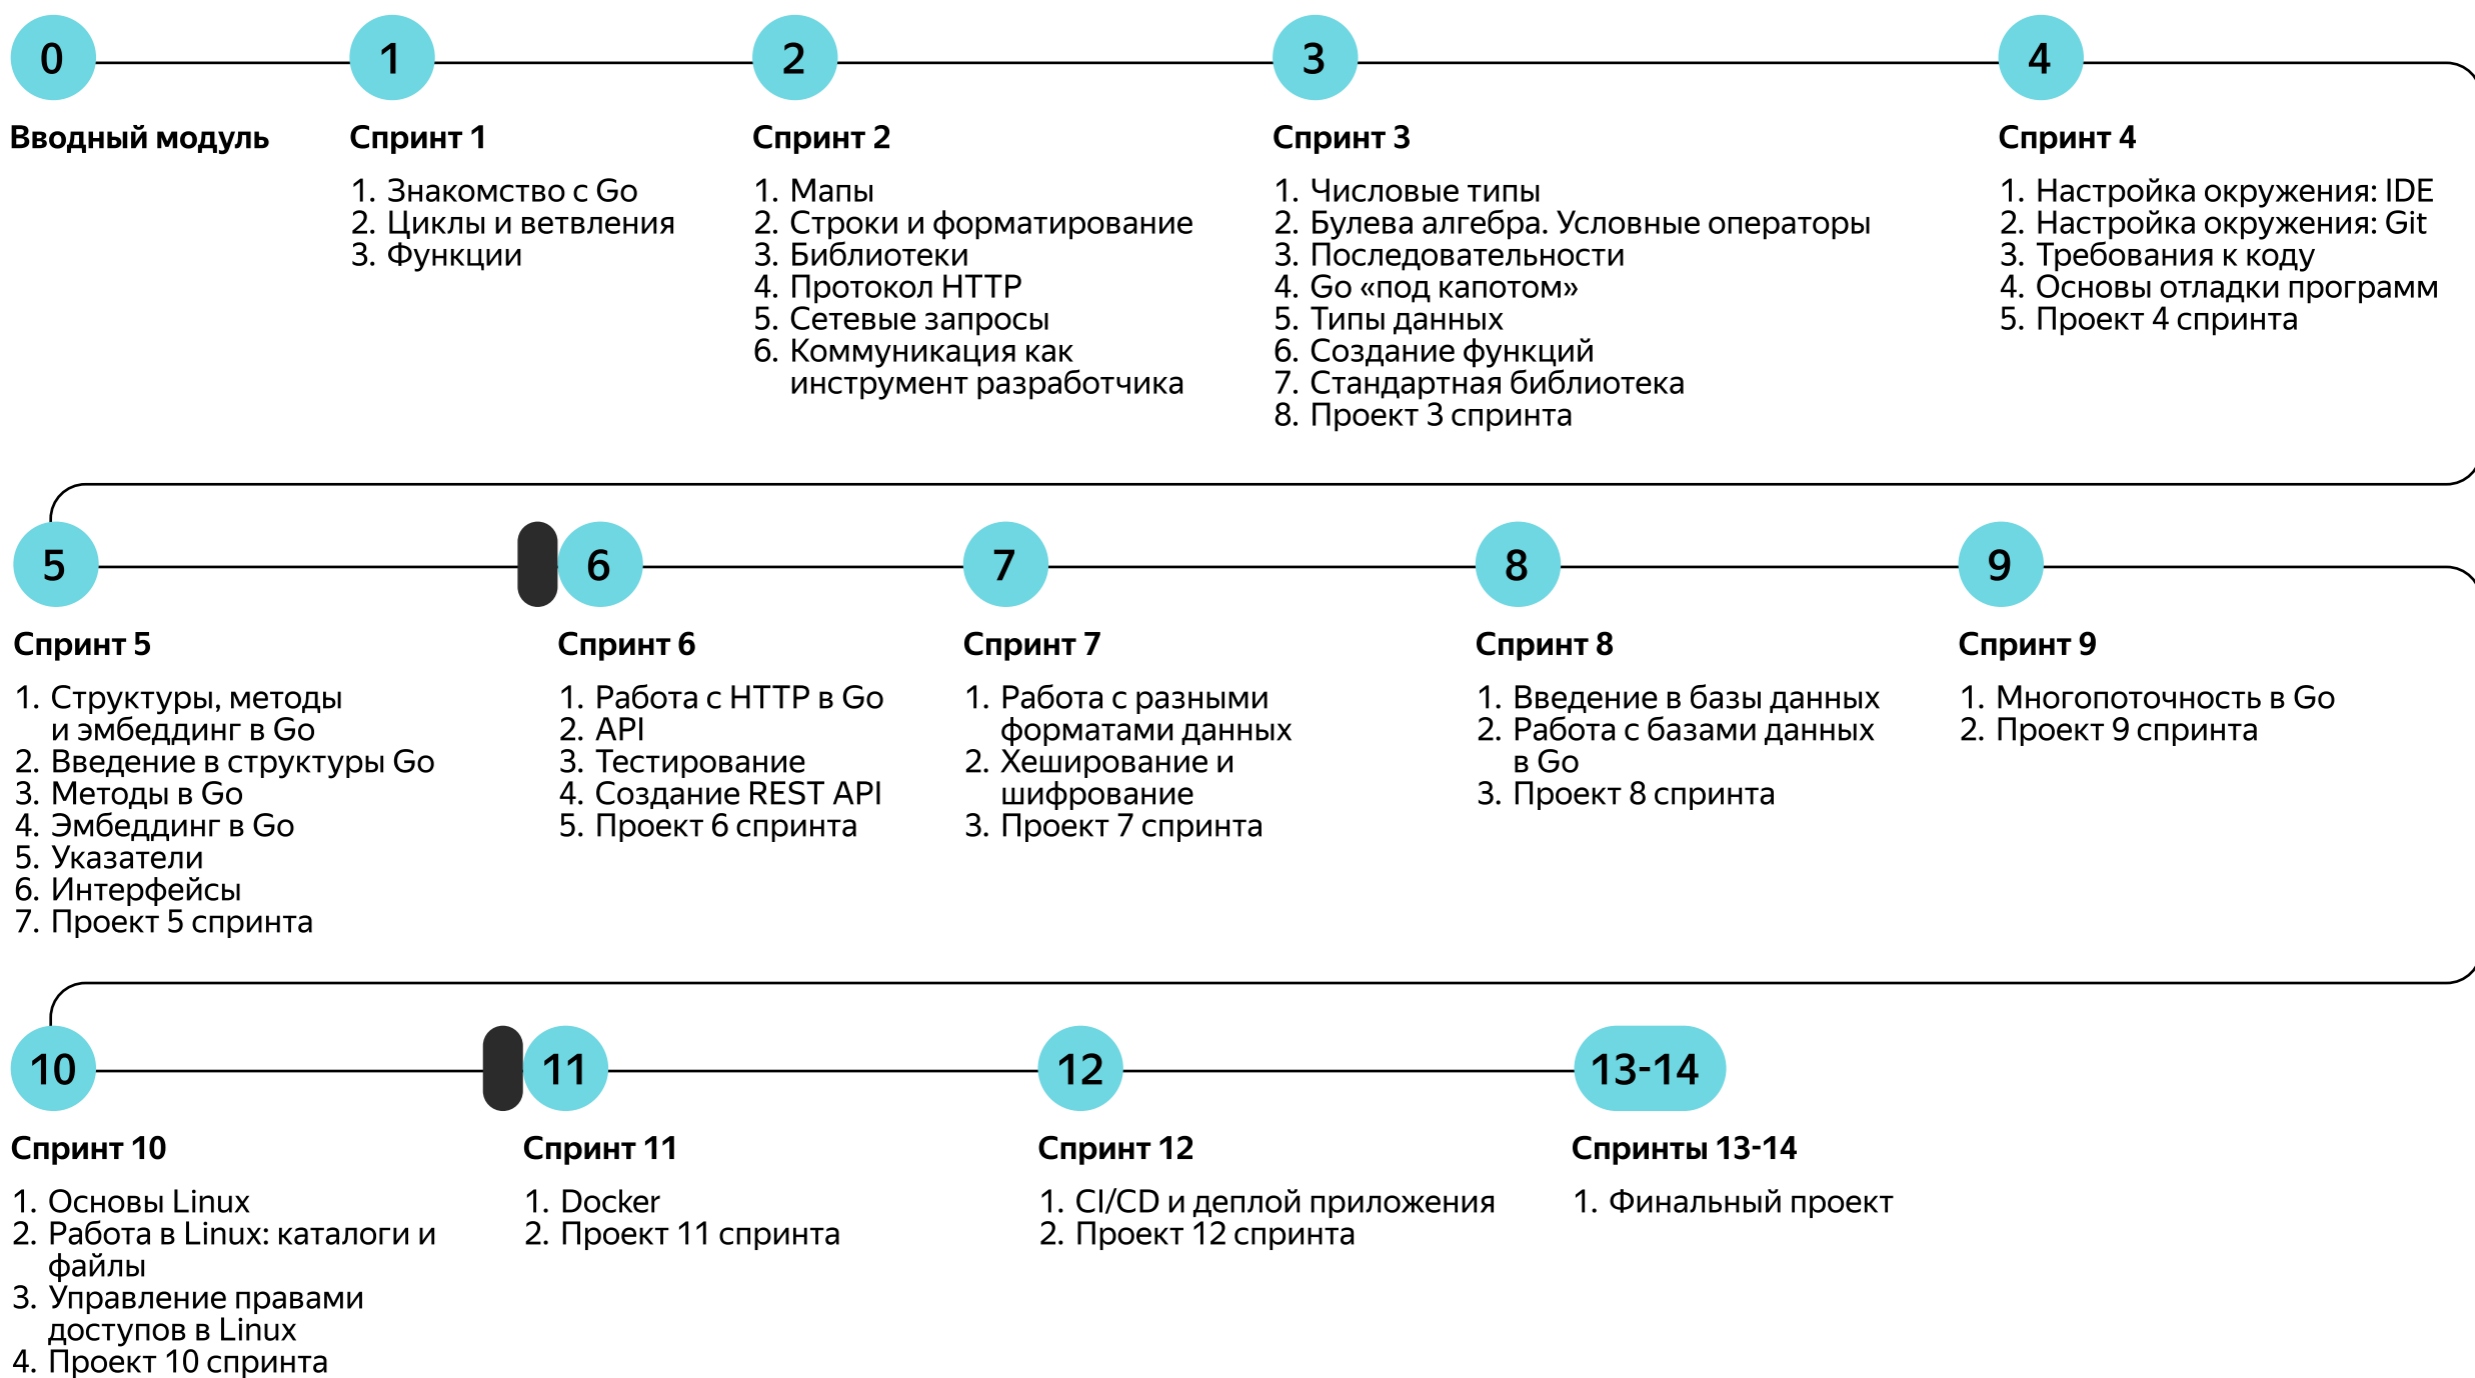 0
Вводный модуль
1
Спринт 1
1. Знакомство с Go
2. Циклы и ветвления
3. Функции
2
Спринт 2
1. Мапы
2. Строки и форматирование
3. Библиотеки
4. Протокол HTTP
5. Сетевые запросы
6. Коммуникация как
инструмент разработчика
3
Спринт 3
1. Числовые типы
2. Булева алгебра. Условные операторы
3. Последовательности
4. Go «под капотом»
5. Типы данных
6. Создание функций
7. Стандартная библиотека
8. Проект 3 спринта
4
Спринт 4
1. Настройка окружения: IDE
2. Настройка окружения: Git
3. Требования к коду
4. Основы отладки программ
5. Проект 4 спринта
5
Спринт 5
1. Структуры, методы
и эмбеддинг в Go
2. Введение в структуры Go
3. Методы в Go
4. Эмбеддинг в Go
5. Указатели
6. Интерфейсы
7. Проект 5 спринта
6
Спринт 6
1. Работа с HTTP в Go
2. API
3. Тестирование
4. Создание REST API
5. Проект 6 спринта
7
Спринт 7
1. Работа с разными
форматами данных
2. Хеширование и
шифрование
3. Проект 7 спринта
8
Спринт 8
1. Введение в базы данных
2. Работа с базами данных
в Go
3. Проект 8 спринта
9
Спринт 9
1. Многопоточность в Go
2. Проект 9 спринта
10
Спринт 10
1. Основы Linux
2. Работа в Linux: каталоги и
файлы
3. Управление правами
доступов в Linux
4. Проект 10 спринта
11
Спринт 11
1. Docker
2. Проект 11 спринта
12
Спринт 12
1. CI/CD и деплой приложения
2. Проект 12 спринта
13-14
Спринты 13-14
1. Финальный проект